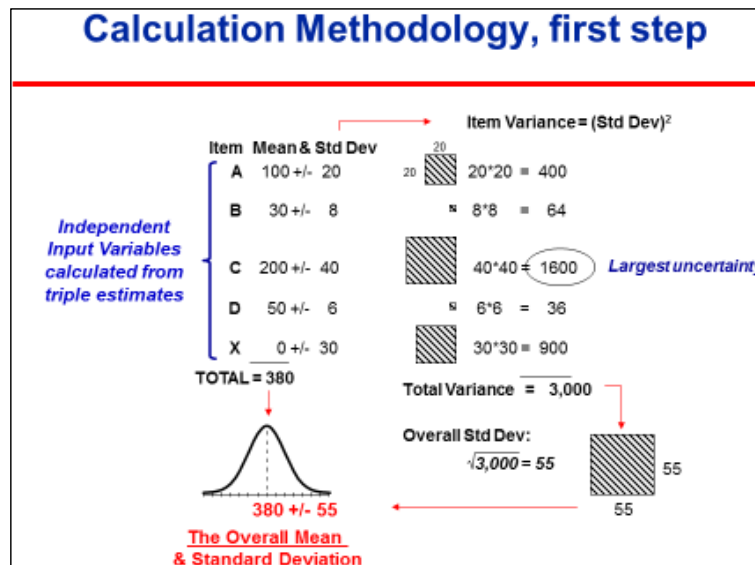 Calculation Methodology, first step
Item Variance = (Std Dev)²
Item Mean & Std Dev
20
A 100 +/- 20
20
20*20 = 400
B 30 +/- 8
8*8 = 64
Independent
Input Variables
calculated from
triple estimates
C 200 +/- 40
40*40 = 1600
Largest uncertainty
D 50 +/- 6
6*6 = 36
X 0 +/- 30
30*30 = 900
TOTAL = 380
Total Variance = 3,000
Overall Std Dev:
√3,000 = 55
55
55
380 +/- 55
The Overall Mean
& Standard Deviation